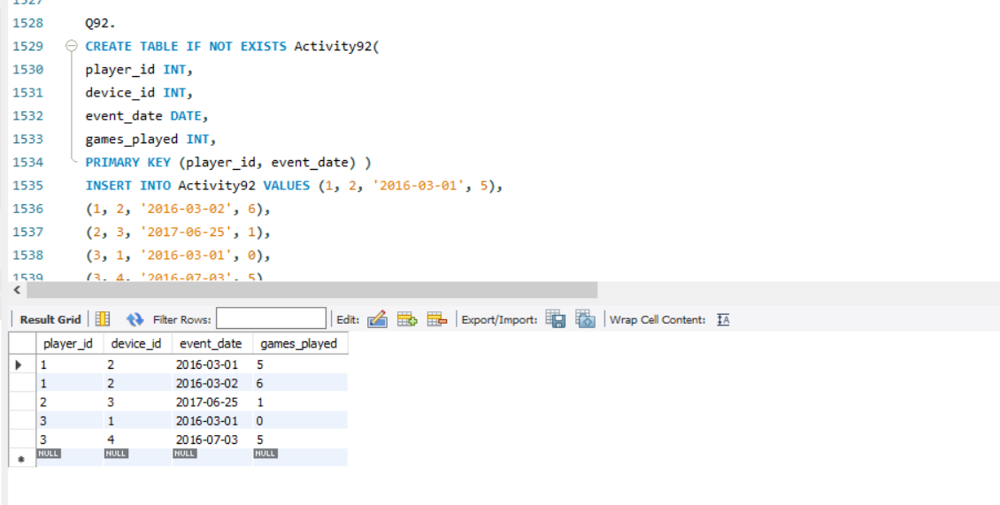 1527
1528 Q92.
1529 CREATE TABLE IF NOT EXISTS Activity92(
1530 player_id INT,
1531 device_id INT,
1532 event_date DATE,
1533 games_played INT,
1534 PRIMARY KEY (player_id, event_date) )
1535 INSERT INTO Activity92 VALUES (1, 2, '2016-03-01', 5),
1536 (1, 2, '2016-03-02', 6),
1537 (2, 3, '2017-06-25', 1),
1538 (3, 1, '2016-03-01', 0),
1539 (3, 4, '2016-07-03', 5)
Result Grid Filter Rows: Edit: Export/Import: Wrap Cell Content: IA
player_id device_id event_date games_played
1 2 2016-03-01 5
1 2 2016-03-02 6
2 3 2017-06-25 1
3 1 2016-03-01 0
3 4 2016-07-03 5
NULL NULL NULL NULL